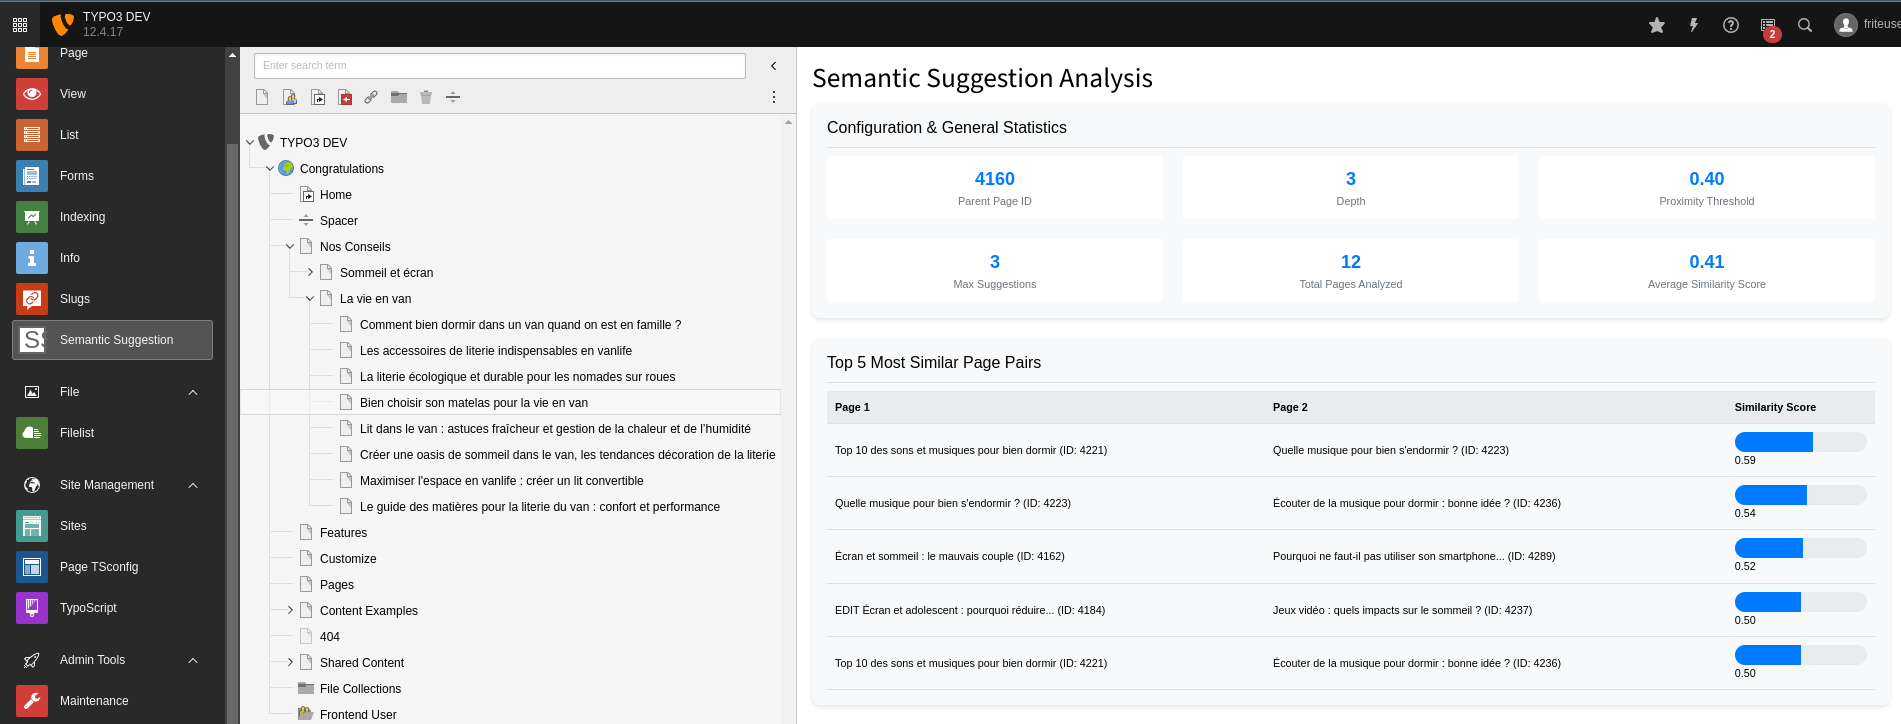 TYPO3 DEV
12.4.17
2
friteuse
Page
View
List
Forms
Indexing
Info
Slugs
Semantic Suggestion
File
Filelist
Site Management
Sites
Page TSconfig
TypoScript
Admin Tools
Maintenance
Enter search term
TYPO3 DEV
Congratulations
Home
Spacer
Nos Conseils
Sommeil et écran
La vie en van
Comment bien dormir dans un van quand on est en famille ?
Les accessoires de literie indispensables en vanlife
La literie écologique et durable pour les nomades sur roues
Bien choisir son matelas pour la vie en van
Lit dans le van : astuces fraîcheur et gestion de la chaleur et de l'humidité
Créer une oasis de sommeil dans le van, les tendances décoration de la literie
Maximiser l'espace en vanlife : créer un lit convertible
Le guide des matières pour la literie du van : confort et performance
Features
Customize
Pages
Content Examples
404
Shared Content
File Collections
Frontend User
Semantic Suggestion Analysis
Configuration & General Statistics
4160
Parent Page ID
3
Depth
0.40
Proximity Threshold
3
Max Suggestions
12
Total Pages Analyzed
0.41
Average Similarity Score
Top 5 Most Similar Page Pairs
Page 1 Page 2 Similarity Score
Top 10 des sons et musiques pour bien dormir (ID: 4221) Quelle musique pour bien s'endormir ? (ID: 4223)
0.59
Quelle musique pour bien s'endormir ? (ID: 4223) Écouter de la musique pour dormir : bonne idée ? (ID: 4236)
0.54
Écran et sommeil : le mauvais couple (ID: 4162) Pourquoi ne faut-il pas utiliser son smartphone... (ID: 4289)
0.52
EDIT Écran et adolescent : pourquoi réduire... (ID: 4184) Jeux vidéo : quels impacts sur le sommeil ? (ID: 4237)
0.50
Top 10 des sons et musiques pour bien dormir (ID: 4221) Écouter de la musique pour dormir : bonne idée ? (ID: 4236)
0.50